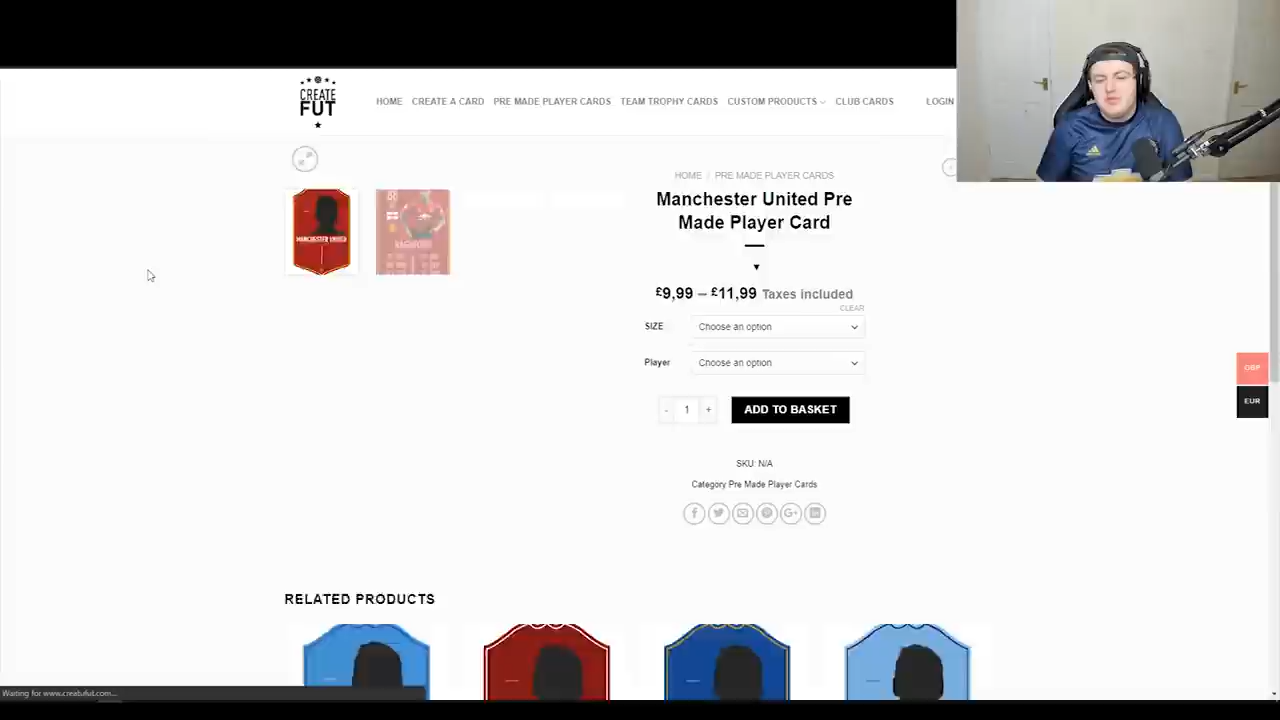 CREATE
FUT
HOME
CREATE A CARD
PRE MADE PLAYER CARDS
TEAM TROPHY CARDS
CUSTOM PRODUCTS
CLUB CARDS
LOGIN
HOME / PRE MADE PLAYER CARDS
Manchester United Pre
Made Player Card
£9,99 – £11,99 Taxes included
CLEAR
SIZE
Choose an option
Player
Choose an option
- 1 +
ADD TO BASKET
SKU: N/A
Category Pre Made Player Cards
MANCHESTER UNITED
GBP
EUR
RELATED PRODUCTS
Waiting for www.createfut.com...